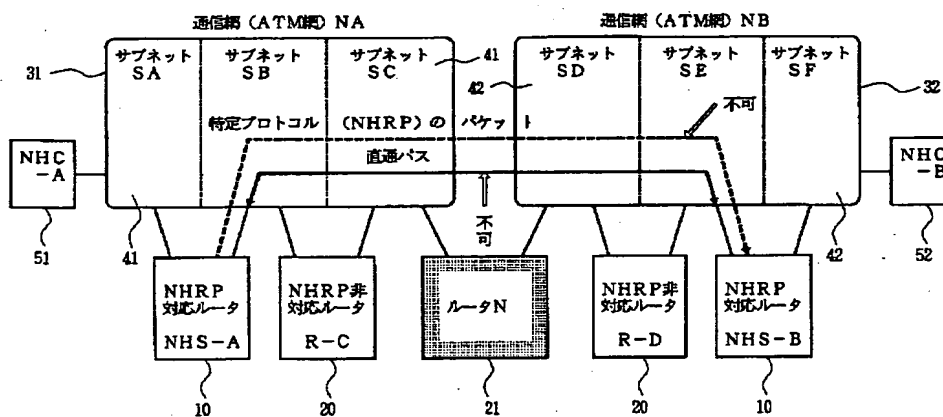 通信網(ATM網)NA
通信網(ATM網)NB
サブネット
SA
サブネット
SB
サブネット
SC
サブネット
SD
サブネット
SE
サブネット
SF
31
41
42
32
不可
特定プロトコル (NHRP)のパケット
直通パス
NHC
-A
NHC
-B
不可
51
41
42
52
NHRP
対応ルータ
NHS-A
NHRP非
対応ルータ
R-C
ルータN
NHRP非
対応ルータ
R-D
NHRP
対応ルータ
NHS-B
10
20
21
20
10